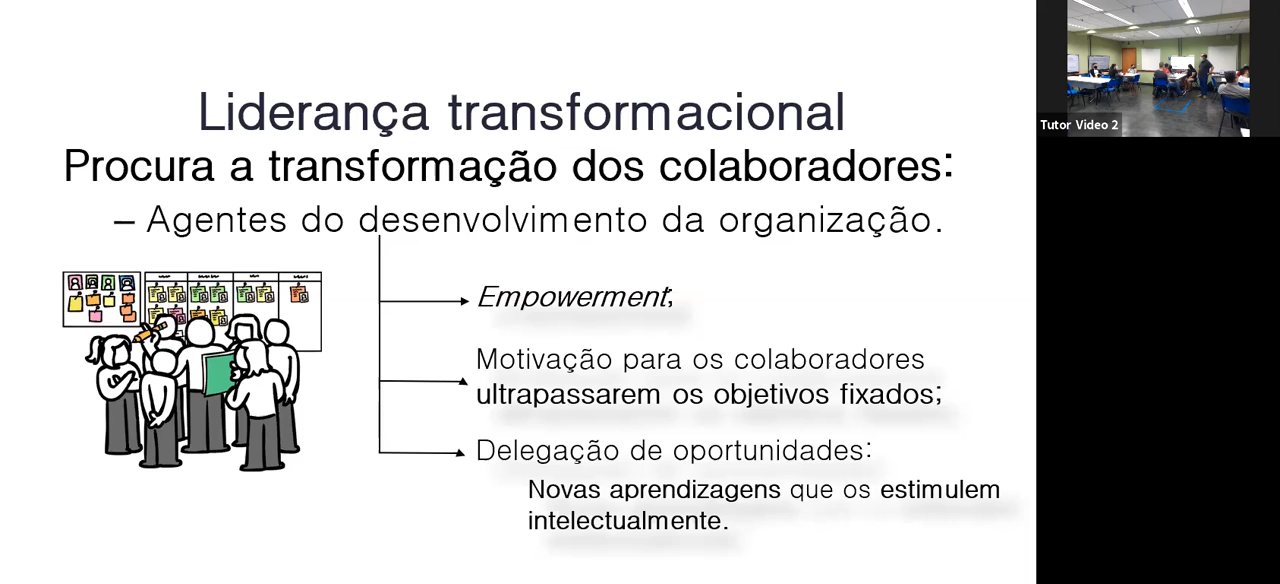 Liderança transformacional
Procura a transformação dos colaboradores:
– Agentes do desenvolvimento da organização.
Empowerment;
Motivação para os colaboradores
ultrapassarem os objetivos fixados;
Delegação de oportunidades:
Novas aprendizagens que os estimulem
intelectualmente.
Tutor Video 2